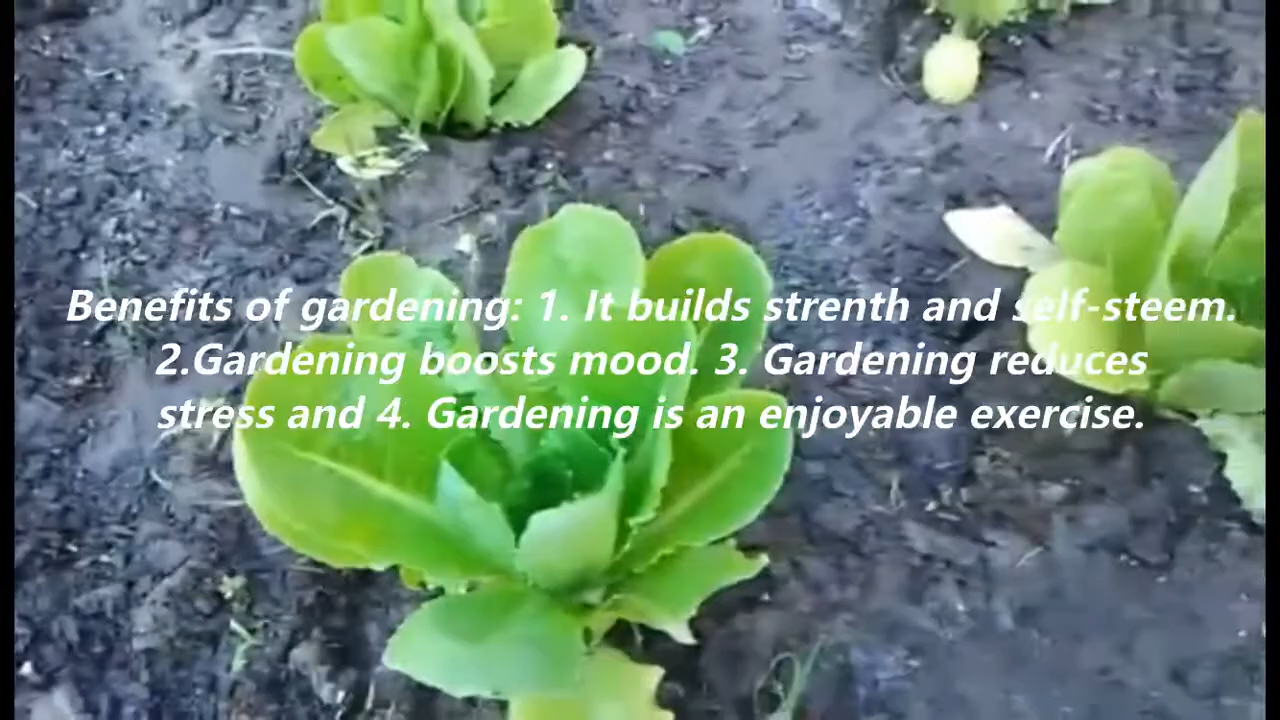 Benefits of gardening: 1. It builds strenth and self-steem.
2.Gardening boosts mood. 3. Gardening reduces
stress and 4. Gardening is an enjoyable exercise.